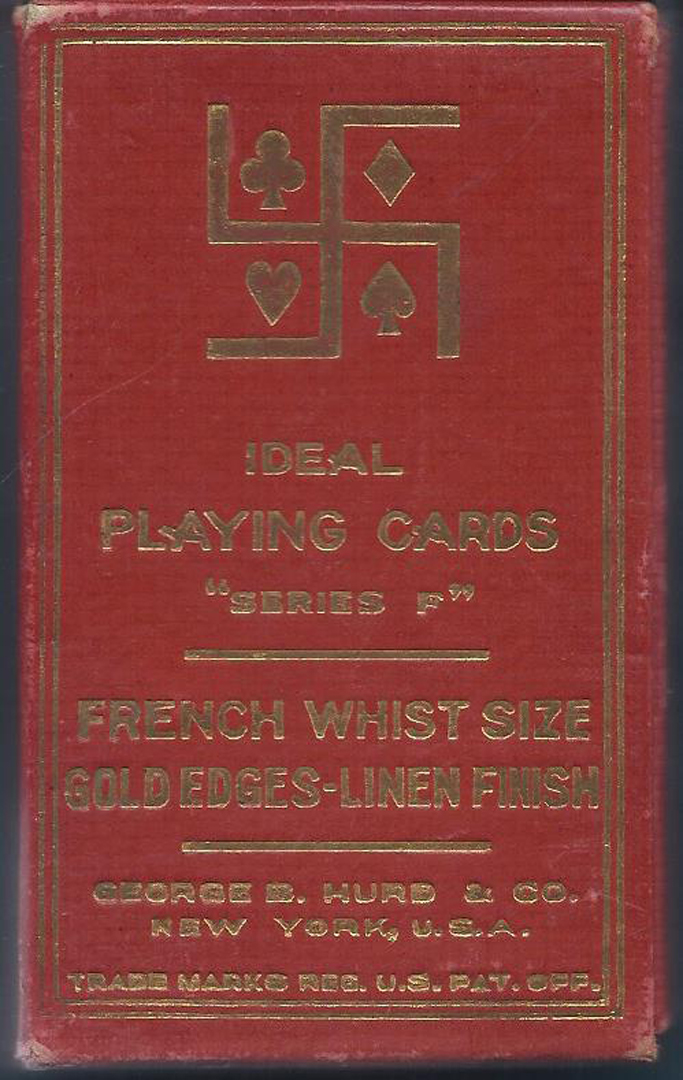 IDEAL
PLAYING CARDS
"SERIES F"
FRENCH WHIST SIZE
GOLD EDGES-LINEN FINISH
GEORGE B. HURD & CO.
NEW YORK, U.S.A.
TRADE MARKS REG. U.S. PAT. OFF.